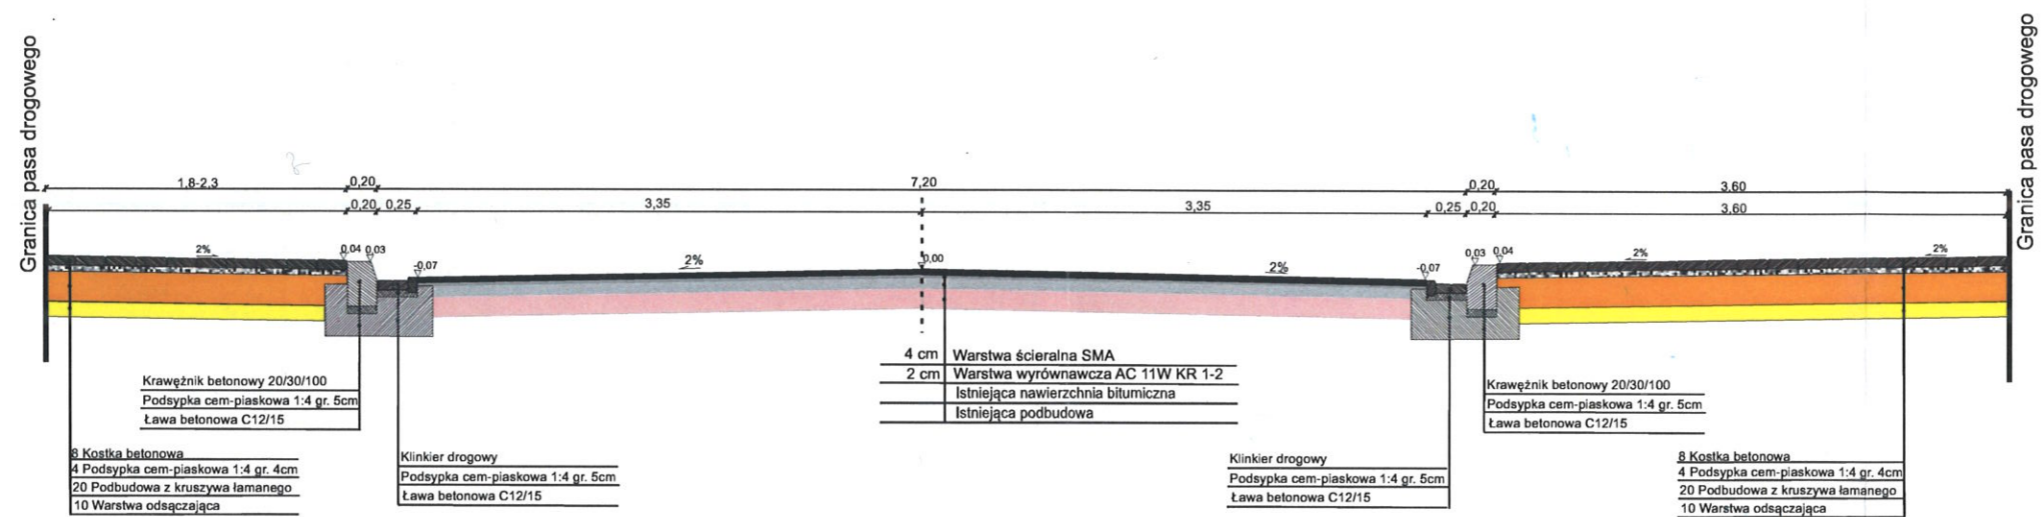 Granica pasa drogowego
Granica pasa drogowego
1.8-2.3
0,20
7,20
0,20
3.60
0,20
0,25
3,35
3,35
0,25
0,20
3.60
2%
0,04
0,03
-0,07
2%
0,00
2%
-0,07
0,03
0,04
2%
2%
4 cm Warstwa ścieralna SMA
2 cm Warstwa wyrównawcza AC 11W KR 1-2
Istniejąca nawierzchnia bitumiczna
Istniejąca podbudowa
Krawężnik betonowy 20/30/100
Podsypka cem-piaskowa 1:4 gr. 5cm
Ława betonowa C12/15
Krawężnik betonowy 20/30/100
Podsypka cem-piaskowa 1:4 gr. 5cm
Ława betonowa C12/15
8 Kostka betonowa
4 Podsypka cem-piaskowa 1:4 gr. 4cm
20 Podbudowa z kruszywa łamanego
10 Warstwa odsączająca
Klinkier drogowy
Podsypka cem-piaskowa 1:4 gr. 5cm
Ława betonowa C12/15
Klinkier drogowy
Podsypka cem-piaskowa 1:4 gr. 5cm
Ława betonowa C12/15
8 Kostka betonowa
4 Podsypka cem-piaskowa 1:4 gr. 4cm
20 Podbudowa z kruszywa łamanego
10 Warstwa odsączająca